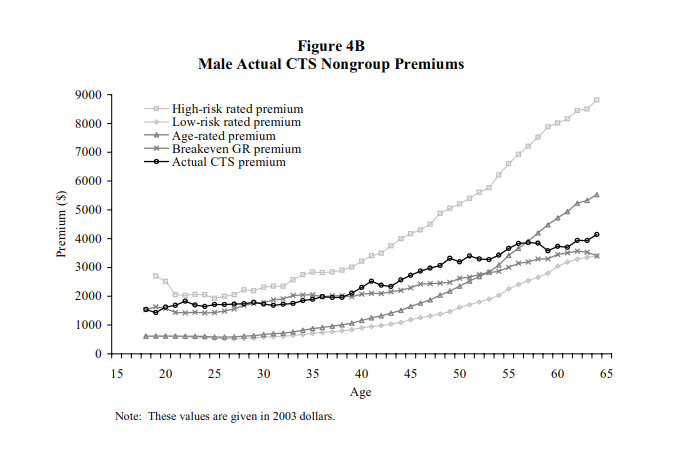 Figure 4B
Male Actual CTS Nongroup Premiums
9000
8000
7000
6000
5000
4000
3000
2000
1000
0
Premium ($)
High-risk rated premium
Low-risk rated premium
Age-rated premium
Breakeven GR premium
Actual CTS premium
15 20 25 30 35 40 45 50 55 60 65
Age
Note: These values are given in 2003 dollars.